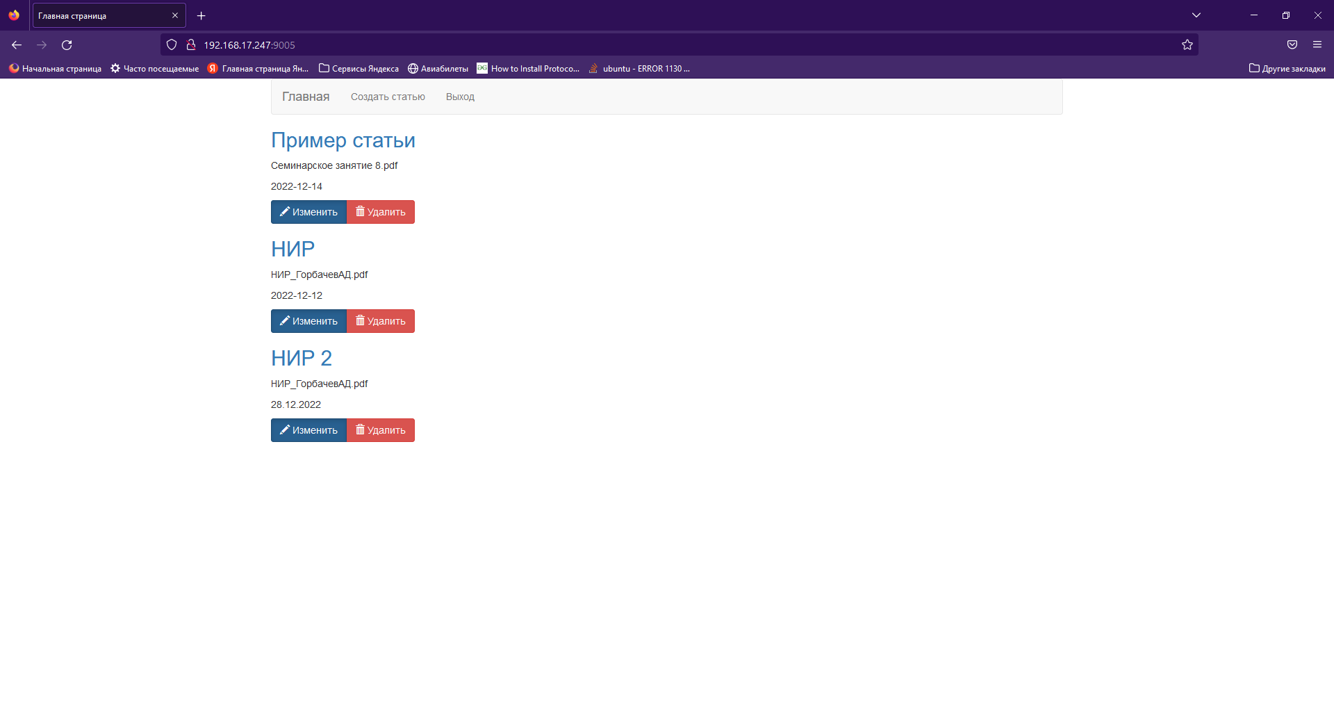 Главная страница
192.168.17.247:9005
Начальная страница Часто посещаемые Главная страница Ян... Сервисы Яндекса Авиабилеты How to Install Protoco... ubuntu - ERROR 1130 ... Другие закладки
Главная Создать статью Выход
Пример статьи
Семинарское занятие 8.pdf
2022-12-14
Изменить Удалить
НИР
НИР_ГорбачевАД.pdf
2022-12-12
Изменить Удалить
НИР 2
НИР_ГорбачевАД.pdf
28.12.2022
Изменить Удалить